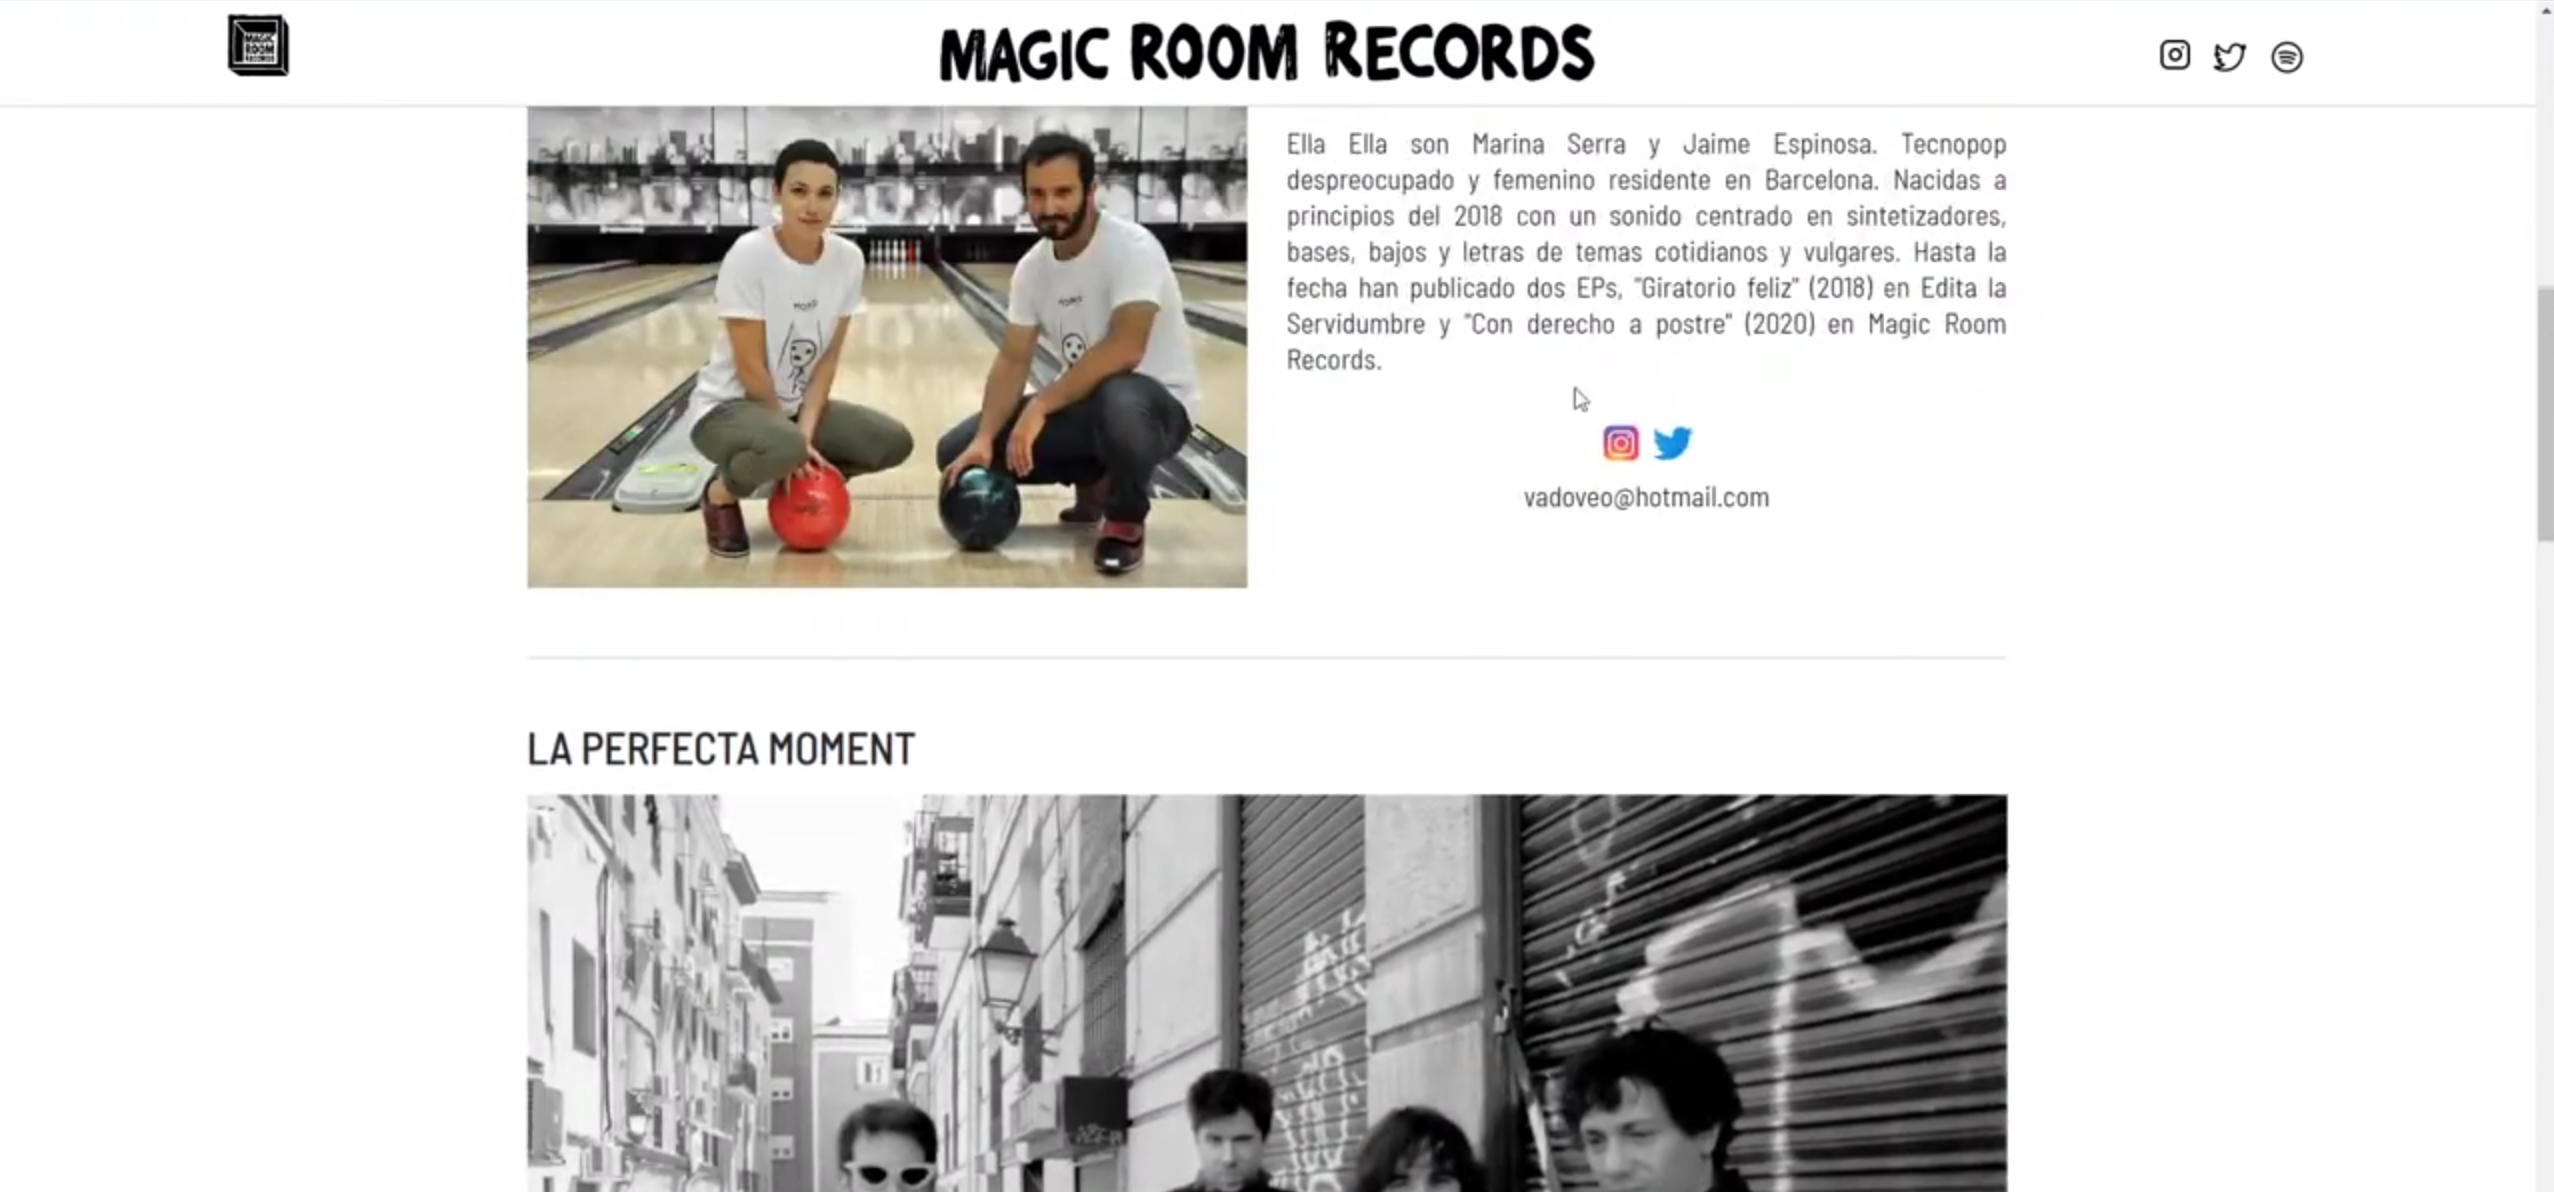 MAGIC
ROOM
RECORDS
MAGIC ROOM RECORDS
Ella Ella son Marina Serra y Jaime Espinosa. Tecnopop
despreocupado y femenino residente en Barcelona. Nacidas a
principios del 2018 con un sonido centrado en sintetizadores,
bases, bajos y letras de temas cotidianos y vulgares. Hasta la
fecha han publicado dos EPs, "Giratorio feliz" (2018) en Edita la
Servidumbre y "Con derecho a postre" (2020) en Magic Room
Records.
vadoveo@hotmail.com
LA PERFECTA MOMENT